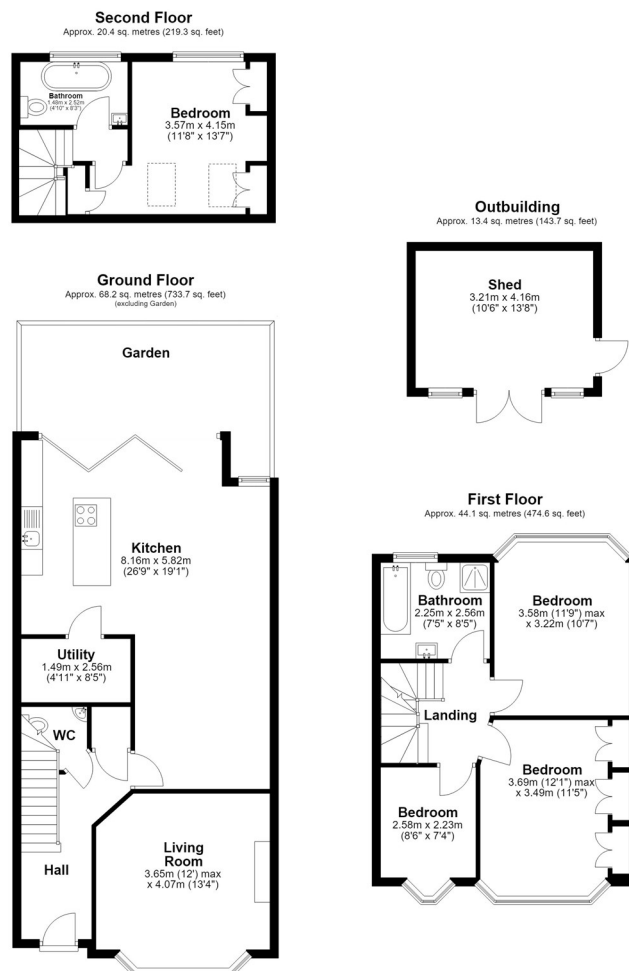 Second Floor
Approx. 20.4 sq. metres (219.3 sq. feet)
Bathroom
1.48m x 2.52m
(4'10" x 8'3")
Bedroom
3.57m x 4.15m
(11'8" x 13'7")
Outbuilding
Approx. 13.4 sq. metres (143.7 sq. feet)
Shed
3.21m x 4.16m
(10'6" x 13'8")
Ground Floor
Approx. 68.2 sq. metres (733.7 sq. feet)
(excluding Garden)
Garden
Kitchen
8.16m x 5.82m
(26'9" x 19'1")
Utility
1.49m x 2.56m
(4'11" x 8'5")
WC
Hall
Living
Room
3.65m (12') max
x 4.07m (13'4")
First Floor
Approx. 44.1 sq. metres (474.6 sq. feet)
Bathroom
2.25m x 2.56m
(7'5" x 8'5")
Bedroom
3.58m (11'9") max
x 3.22m (10'7")
Landing
Bedroom
3.69m (12'1") max
x 3.49m (11'5")
Bedroom
2.58m x 2.23m
(8'6" x 7'4")